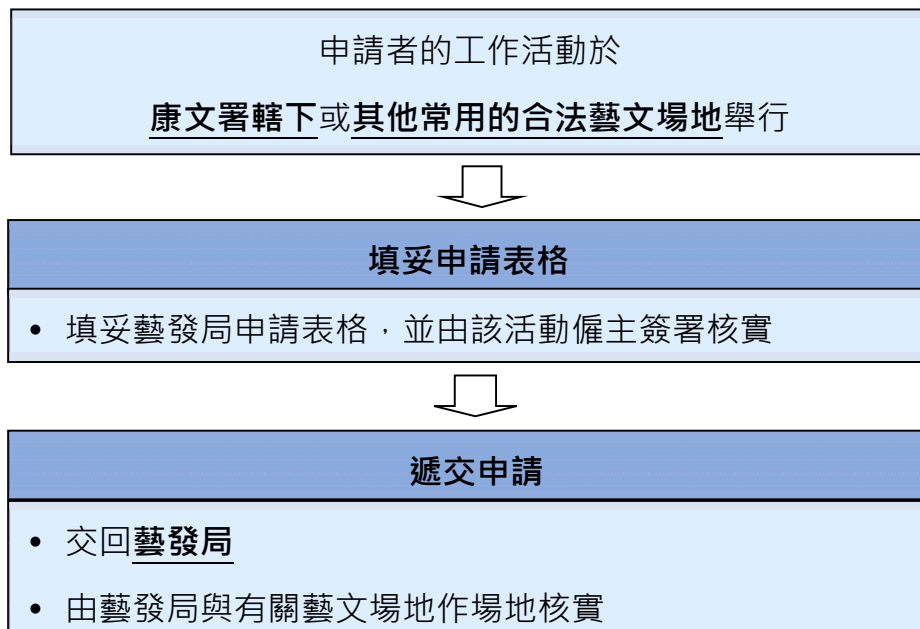 申請者的工作活動於
康文署轄下或其他常用的合法藝文場地舉行
填妥申請表格
• 填妥藝發局申請表格，並由該活動僱主簽署核實
遞交申請
• 交回藝發局
• 由藝發局與有關藝文場地作場地核實